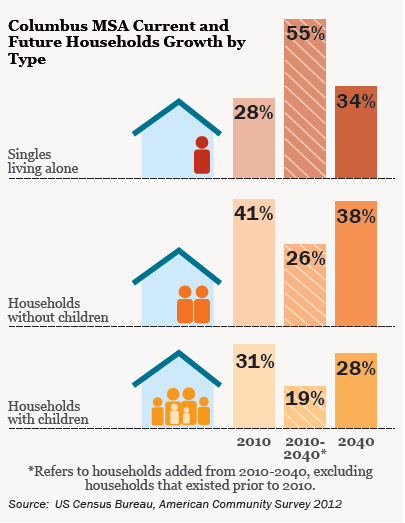 Columbus MSA Current and
Future Households Growth by
Type
55%
28%
34%
Singles
living alone
41%
26%
38%
Households
without children
31%
19%
28%
Households
with children
2010
2010-
2040*
2040
*Refers to households added from 2010-2040, excluding
households that existed prior to 2010.
Source: US Census Bureau, American Community Survey 2012